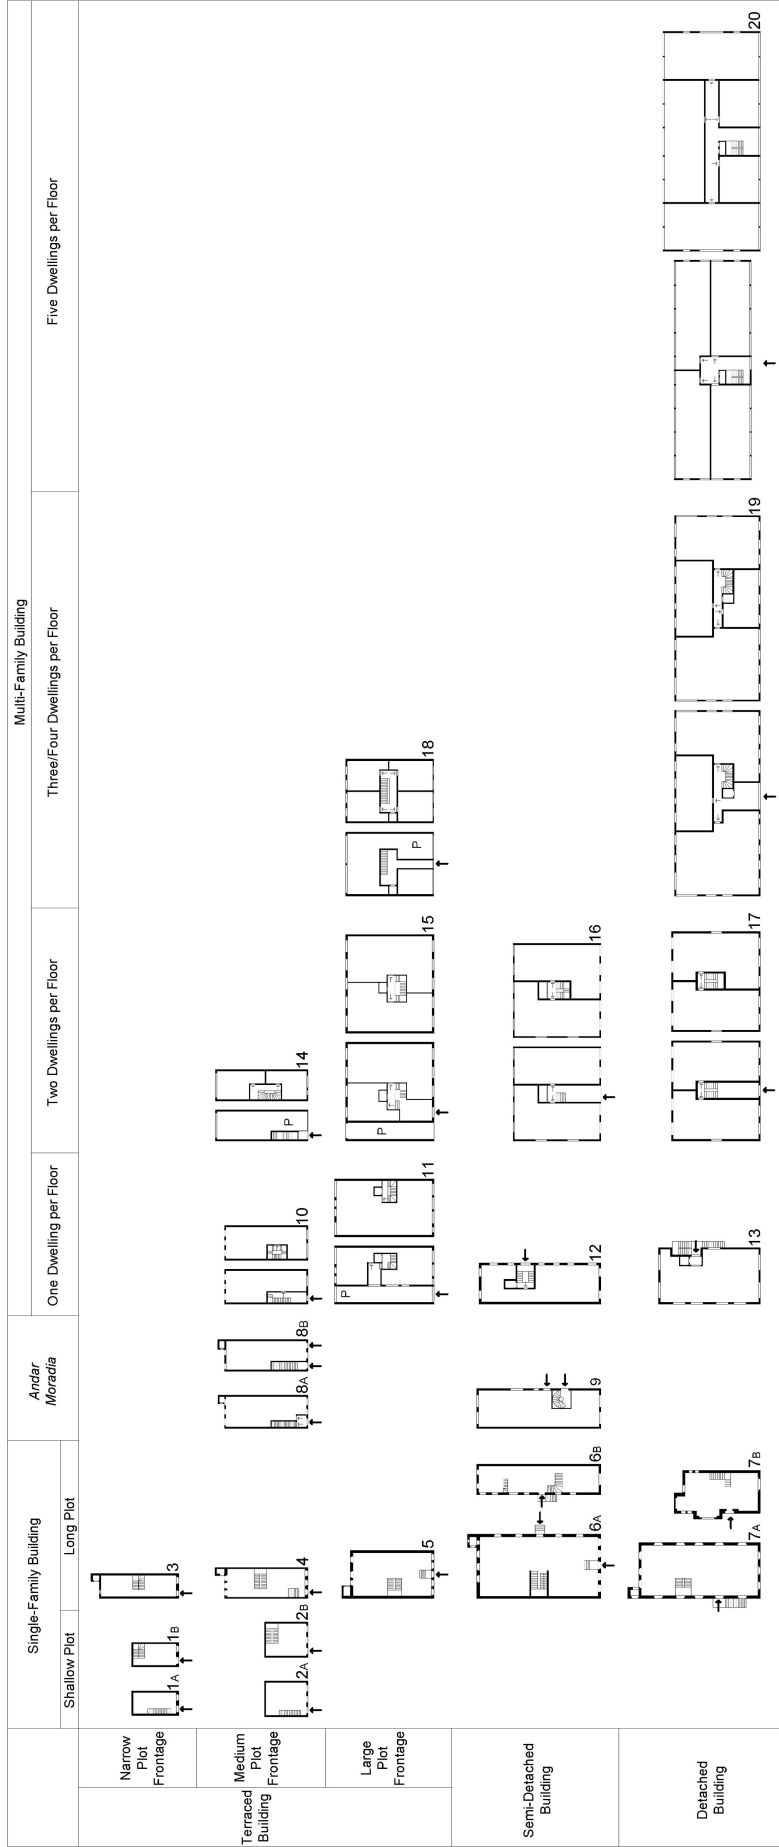 Single-Family Building
Andar
Moradia
Multi-Family Building
Shallow Plot
Long Plot
One Dwelling per Floor
Two Dwellings per Floor
Three/Four Dwellings per Floor
Five Dwellings per Floor
Terraced
Building
Narrow
Plot
Frontage
1A
1B
3
Medium
Plot
Frontage
2A
2B
4
8A
8B
10
P
14
Large
Plot
Frontage
5
P
11
P
15
P
18
Semi-Detached
Building
6A
6B
9
12
16
Detached
Building
7A
7B
13
17
19
20